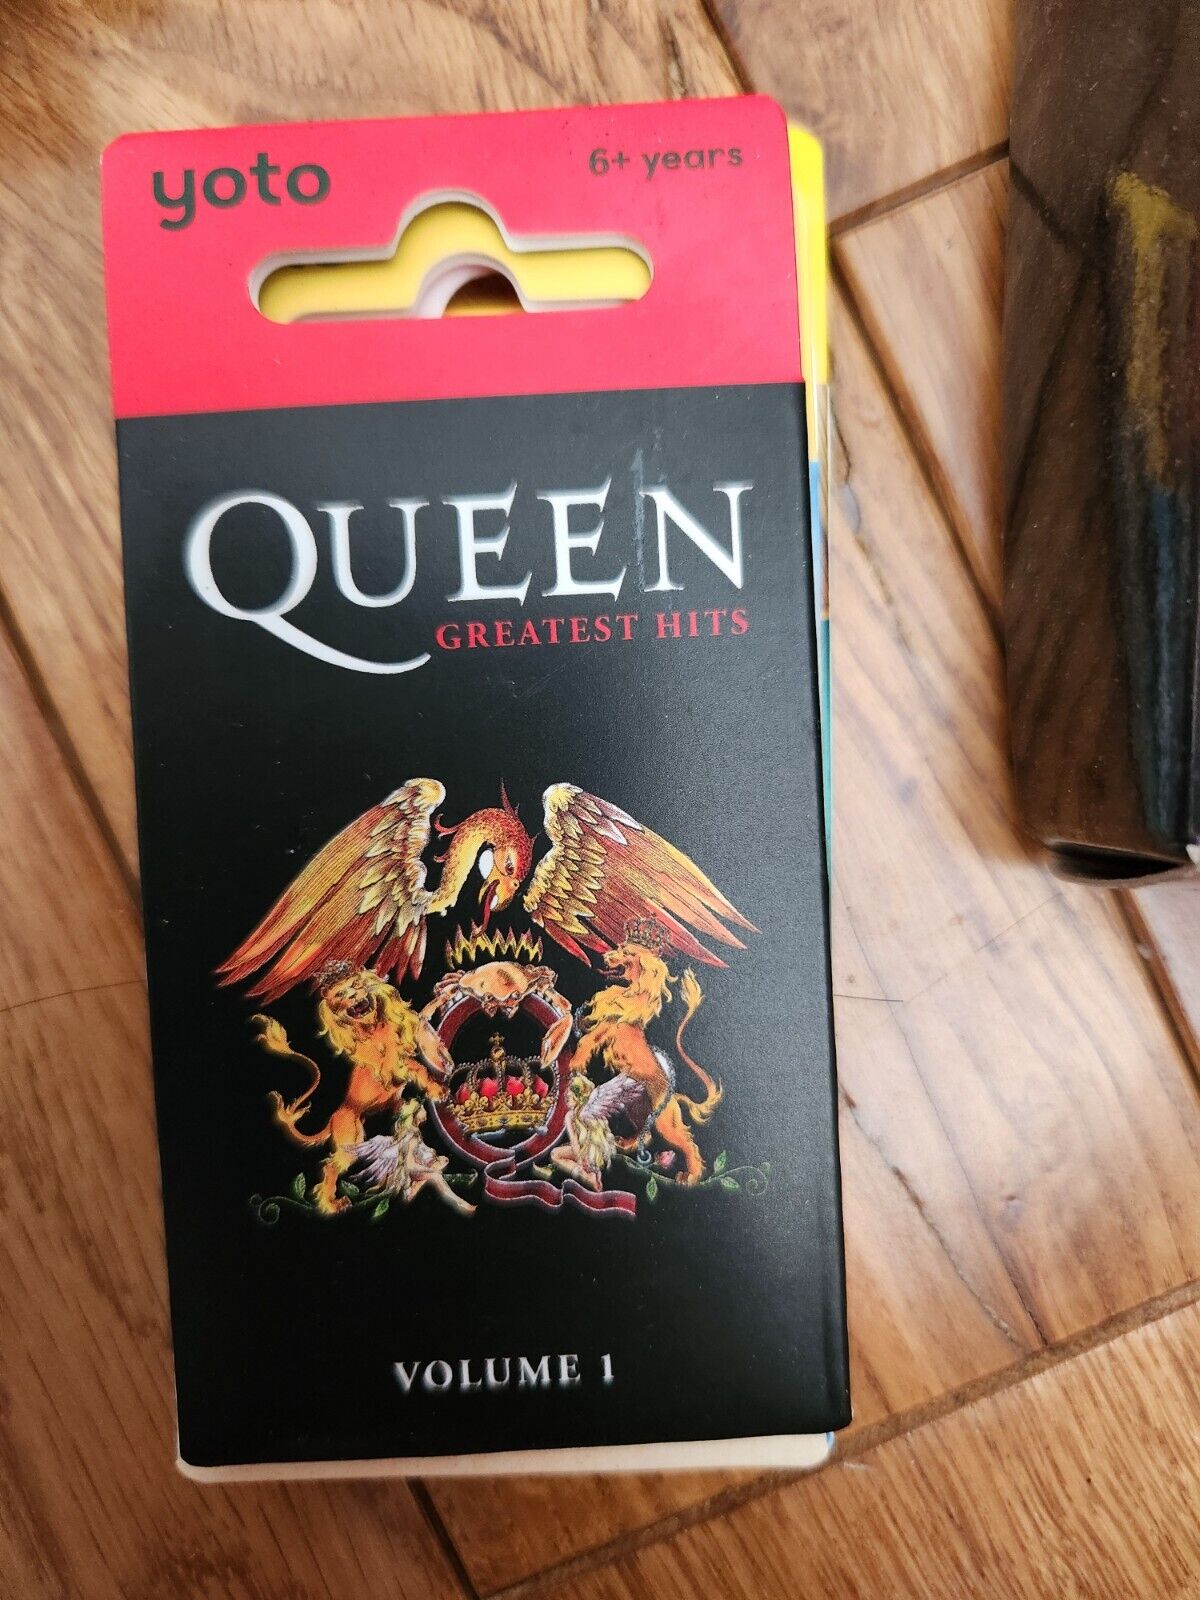 yoto
6+ years
QUEEN
GREATEST HITS
VOLUME 1